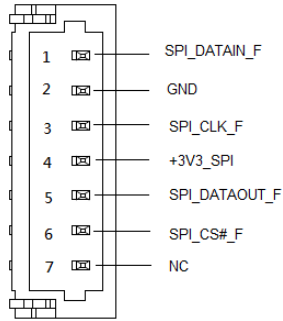 1 SPI_DATAIN_F
2 GND
3 SPI_CLK_F
4 +3V3_SPI
5 SPI_DATAOUT_F
6 SPI_CS#_F
7 NC